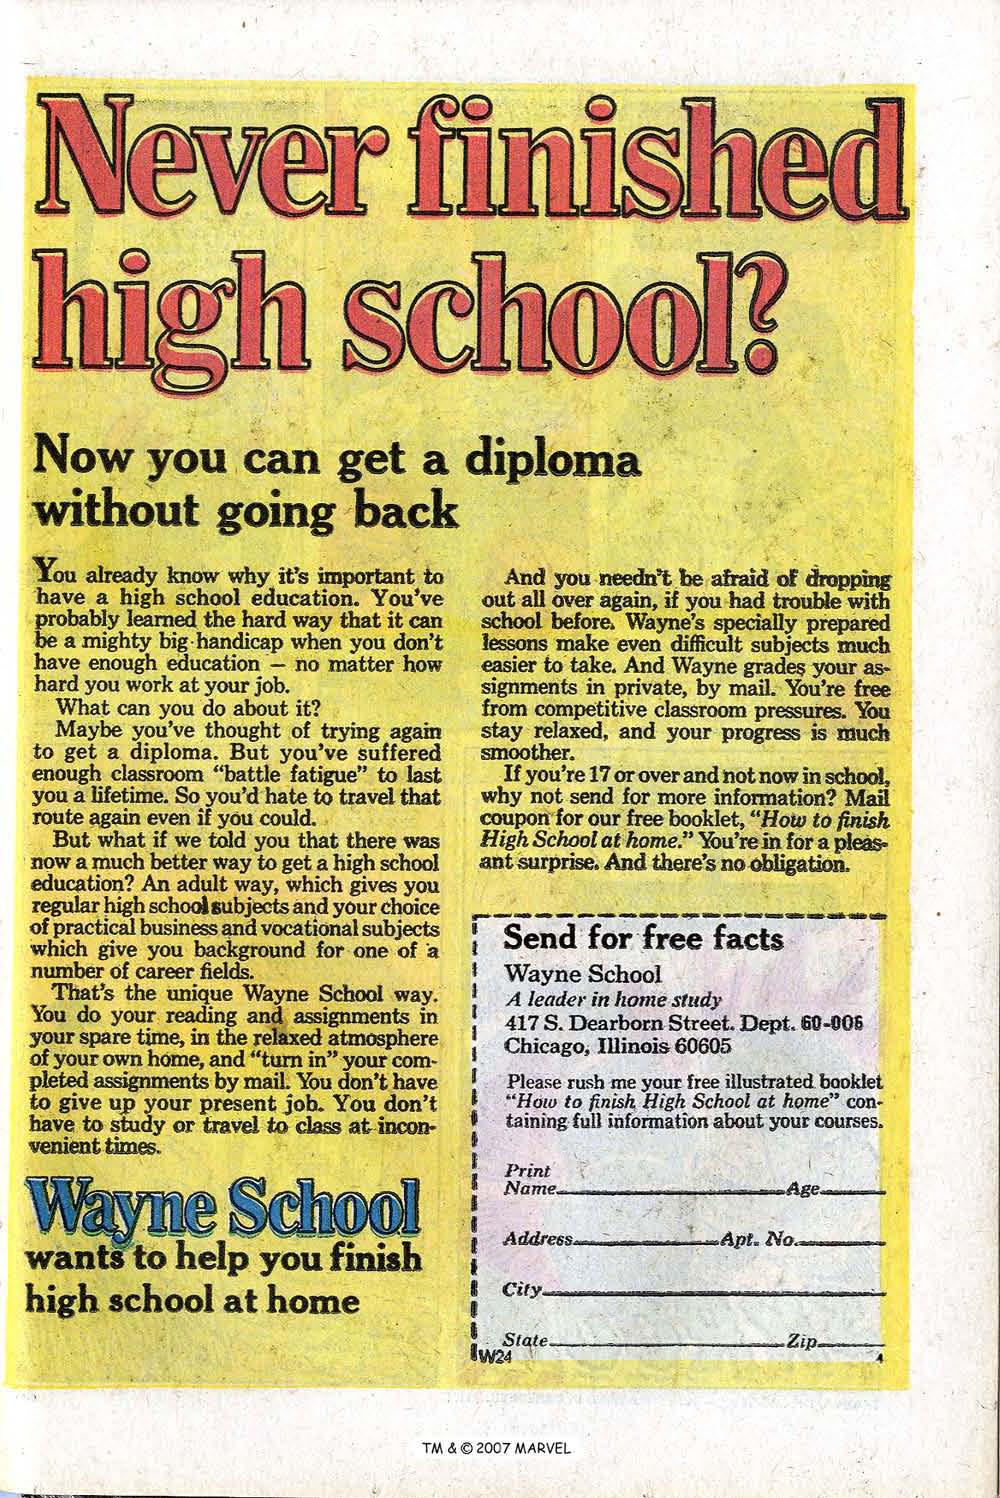 Never finished
high school?
Now you can get a diploma
without going back
You already know why it's important to
have a high school education. You've
probably learned the hard way that it can
be a mighty big handicap when you don't
have enough education — no matter how
hard you work at your job.
What can you do about it?
Maybe you've thought of trying again
to get a diploma. But you've suffered
enough classroom "battle fatigue" to last
you a lifetime. So you'd hate to travel that
route again even if you could.
But what if we told you that there was
now a much better way to get a high school
education? An adult way, which gives you
regular high school subjects and your choice
of practical business and vocational subjects
which give you background for one of a
number of career fields.
That's the unique Wayne School way.
You do your reading and assignments in
your spare time, in the relaxed atmosphere
of your own home, and "turn in" your com-
pleted assignments by mail. You don't have
to give up your present job. You don't
have to study or travel to class at incon-
venient times.
Wayne School
wants to help you finish
high school at home
And you needn't be afraid of dropping
out all over again, if you had trouble with
school before. Wayne's specially prepared
lessons make even difficult subjects much
easier to take. And Wayne grades your as-
signments in private, by mail. You're free
from competitive classroom pressures. You
stay relaxed, and your progress is much
smoother.
If you're 17 or over and not now in school,
why not send for more information? Mail
coupon for our free booklet, "How to finish
High School at home." You're in for a pleas-
ant surprise. And there's no obligation.
Send for free facts
Wayne School
A leader in home study
417 S. Dearborn Street. Dept. 60-006
Chicago, Illinois 60605
Please rush me your free illustrated booklet
"How to finish High School at home" con-
taining full information about your courses.
Print
Name Age
Address Apt. No.
City
State Zip
W24 4
TM & © 2007 MARVEL